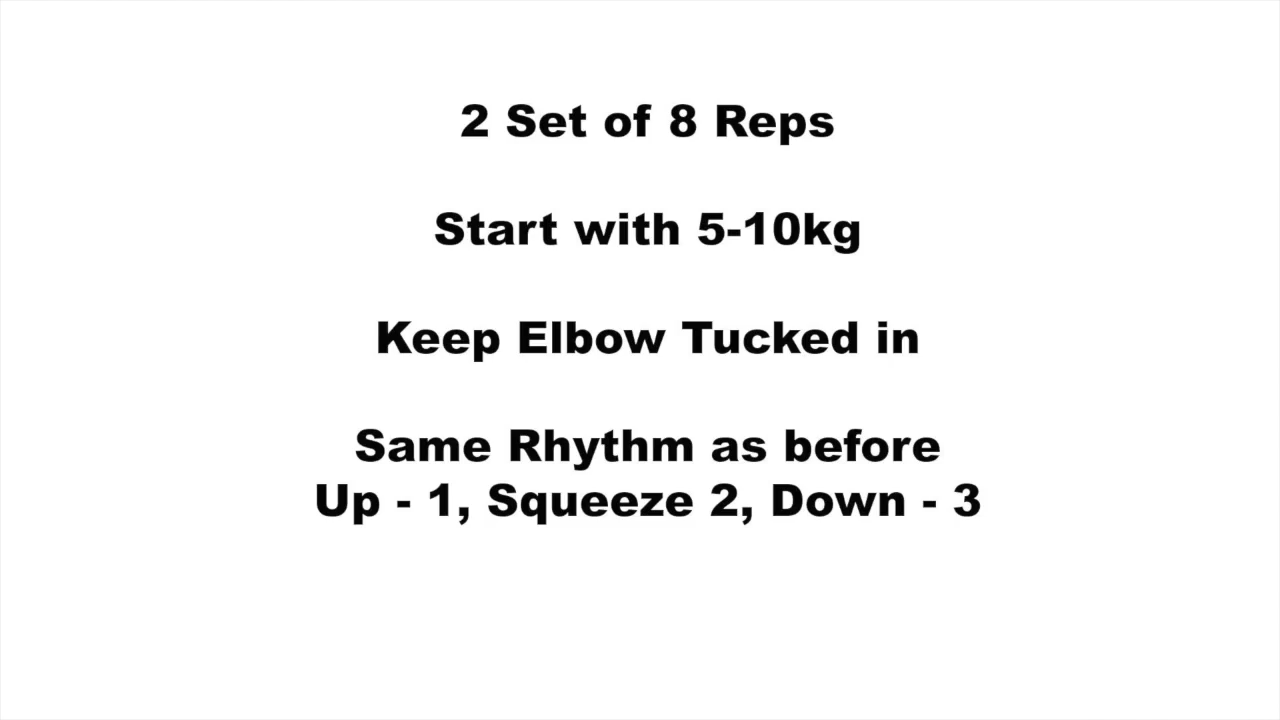 2 Set of 8 Reps
Start with 5-10kg
Keep Elbow Tucked in
Same Rhythm as before
Up - 1, Squeeze 2, Down - 3